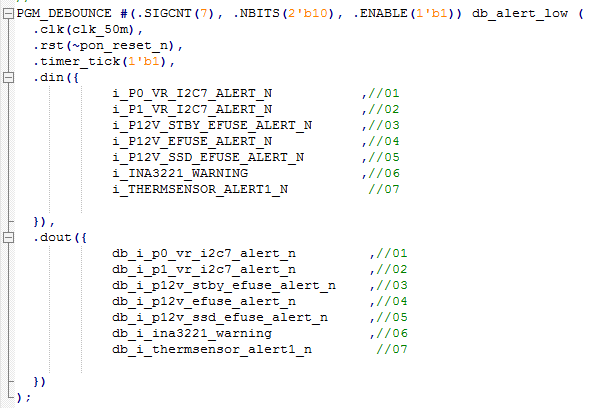 PGM_DEBOUNCE #(.SIGCNT(7), .NBITS(2'b10), .ENABLE(1'b1)) db_alert_low (
.clk(clk_50m),
.rst(~pon_reset_n),
.timer_tick(1'b1),
.din({
i_P0_VR_I2C7_ALERT_N ,//01
i_P1_VR_I2C7_ALERT_N ,//02
i_P12V_STBY_EFUSE_ALERT_N ,//03
i_P12V_EFUSE_ALERT_N ,//04
i_P12V_SSD_EFUSE_ALERT_N ,//05
i_INA3221_WARNING ,//06
i_THERMSENSOR_ALERT1_N //07
}),
.dout({
db_i_p0_vr_i2c7_alert_n ,//01
db_i_p1_vr_i2c7_alert_n ,//02
db_i_p12v_stby_efuse_alert_n ,//03
db_i_p12v_efuse_alert_n ,//04
db_i_p12v_ssd_efuse_alert_n ,//05
db_i_ina3221_warning ,//06
db_i_thermsensor_alert1_n //07
})
);